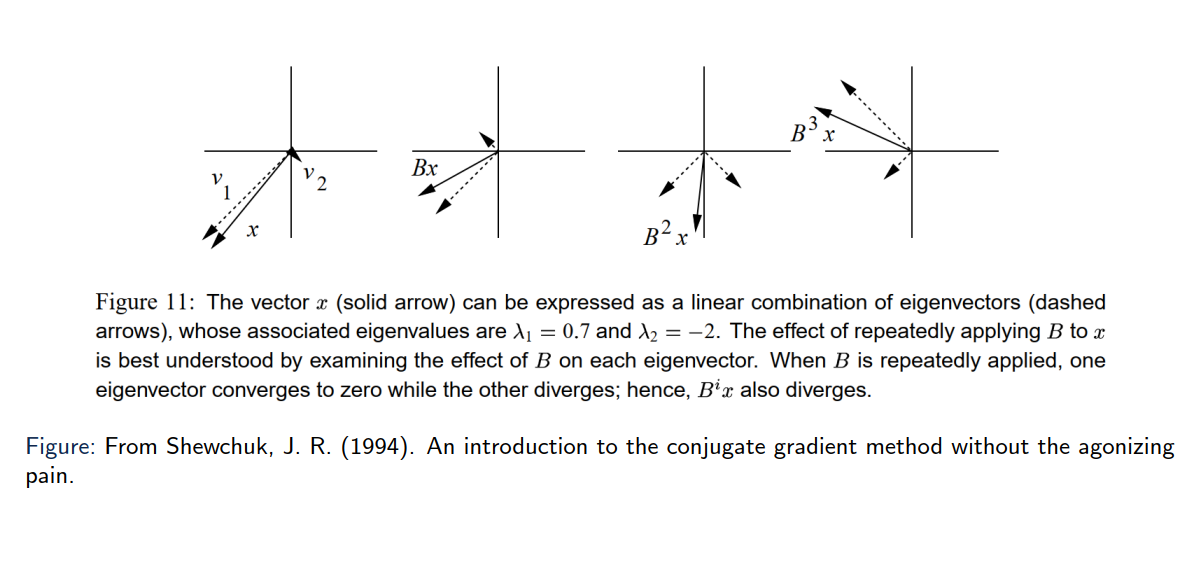 v1
v2
x
Bx
B²x
B³x
Figure 11: The vector x (solid arrow) can be expressed as a linear combination of eigenvectors (dashed
arrows), whose associated eigenvalues are λ₁ = 0.7 and λ₂ = −2. The effect of repeatedly applying B to x
is best understood by examining the effect of B on each eigenvector. When B is repeatedly applied, one
eigenvector converges to zero while the other diverges; hence, Bⁱx also diverges.
Figure: From Shewchuk, J. R. (1994). An introduction to the conjugate gradient method without the agonizing
pain.